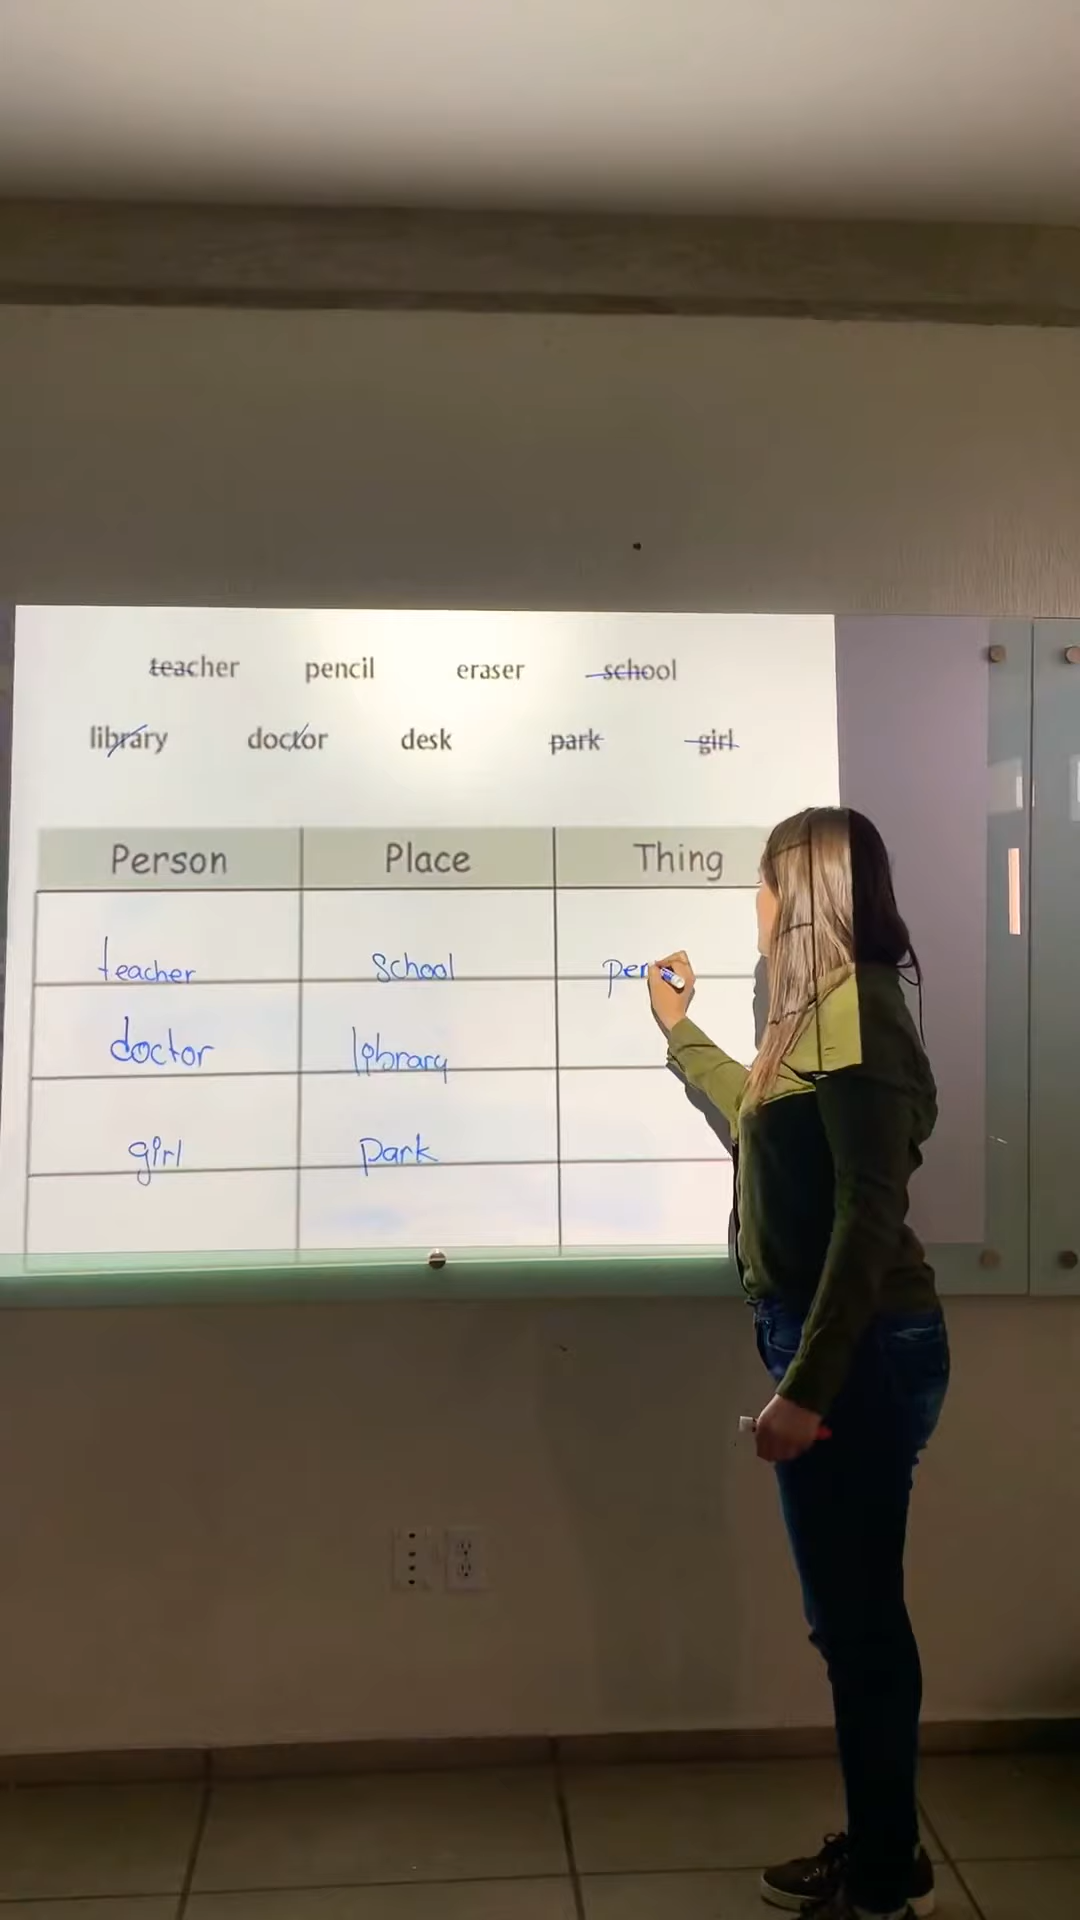 teacher pencil eraser school
library doctor desk park girl
Person Place Thing
teacher school pen
doctor library
girl park